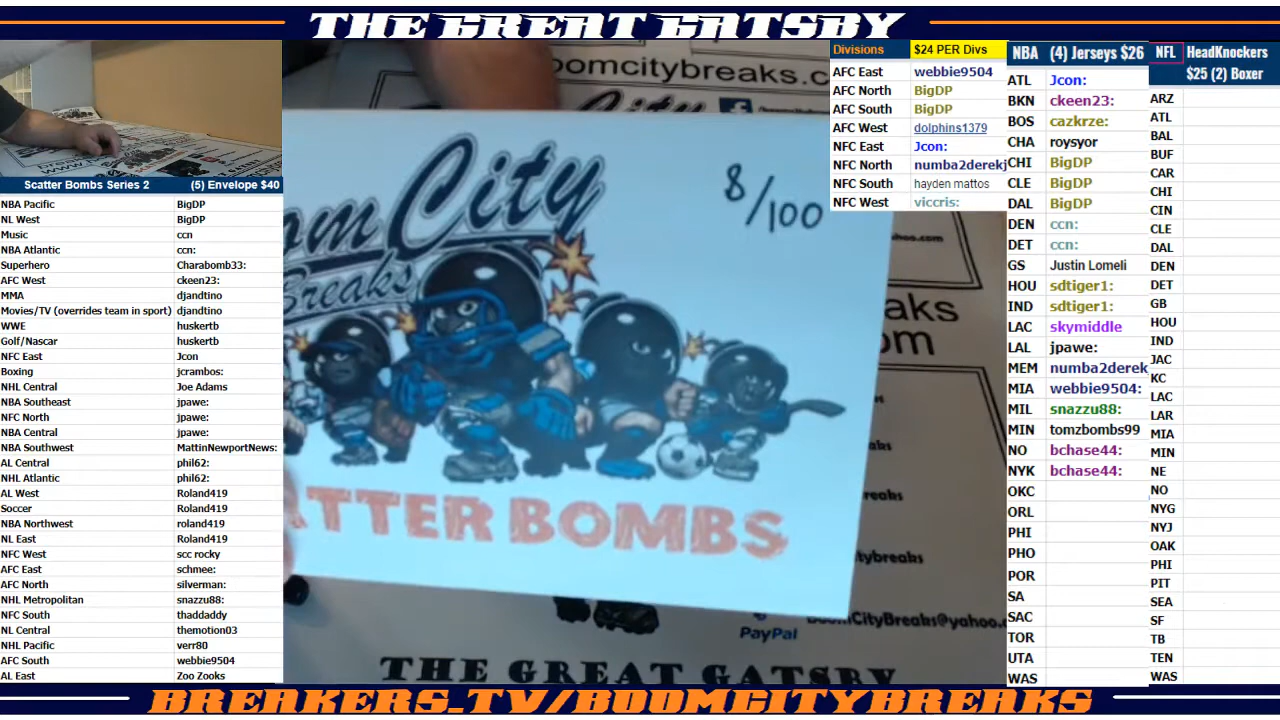 THE GREAT GATSBY
Scatter Bombs Series 2 (5) Envelope $40
NBA Pacific BigDP
NL West BigDP
Music ccn
NBA Atlantic ccn:
Superhero Charabomb33:
AFC West ckeen23:
MMA djandtino
Movies/TV (overrides team in sport) djandtino
WWE huskertb
Golf/Nascar huskertb
NFC East Jcon
Boxing jcrambos:
NHL Central Joe Adams
NBA Southeast jpawe:
NFC North jpawe:
NBA Central jpawe:
NBA Southwest MattinNewportNews:
AL Central phil62:
NHL Atlantic phil62:
AL West Roland419
Soccer Roland419
NBA Northwest roland419
NL East Roland419
NFC West scc rocky
AFC East schmee:
AFC North silverman:
NHL Metropolitan snazzu88:
NFC South thaddaddy
NL Central themotion03
NHL Pacific verr80
AFC South webbie9504
AL East Zoo Zooks
oomcitybreaks.c
om City
Breaks
8/100
ATTER BOMBS
hoo.com
eaks
om
aks
reaks
tybreaks
PayPal
BoomCityBreaks@yahoo.c
THE GREAT GATSBY
Divisions $24 PER Divs
AFC East webbie9504
AFC North BigDP
AFC South BigDP
AFC West dolphins1379
NFC East Jcon:
NFC North numba2derekj
NFC South hayden mattos
NFC West viccris:
NBA (4) Jerseys $26
ATL Jcon:
BKN ckeen23:
BOS cazkrze:
CHA roysyor
CHI BigDP
CLE BigDP
DAL BigDP
DEN ccn:
DET ccn:
GS Justin Lomeli
HOU sdtiger1:
IND sdtiger1:
LAC skymiddle
LAL jpawe:
MEM numba2derek
MIA webbie9504:
MIL snazzu88:
MIN tomzbombs99
NO bchase44:
NYK bchase44:
OKC
ORL
PHI
PHO
POR
SA
SAC
TOR
UTA
WAS
NFL HeadKnockers
$25 (2) Boxer
ARZ
ATL
BAL
BUF
CAR
CHI
CIN
CLE
DAL
DEN
DET
GB
HOU
IND
JAC
KC
LAC
LAR
MIA
MIN
NE
NO
NYG
NYJ
OAK
PHI
PIT
SEA
SF
TB
TEN
WAS
BREAKERS.TV/BOOMCITYBREAKS